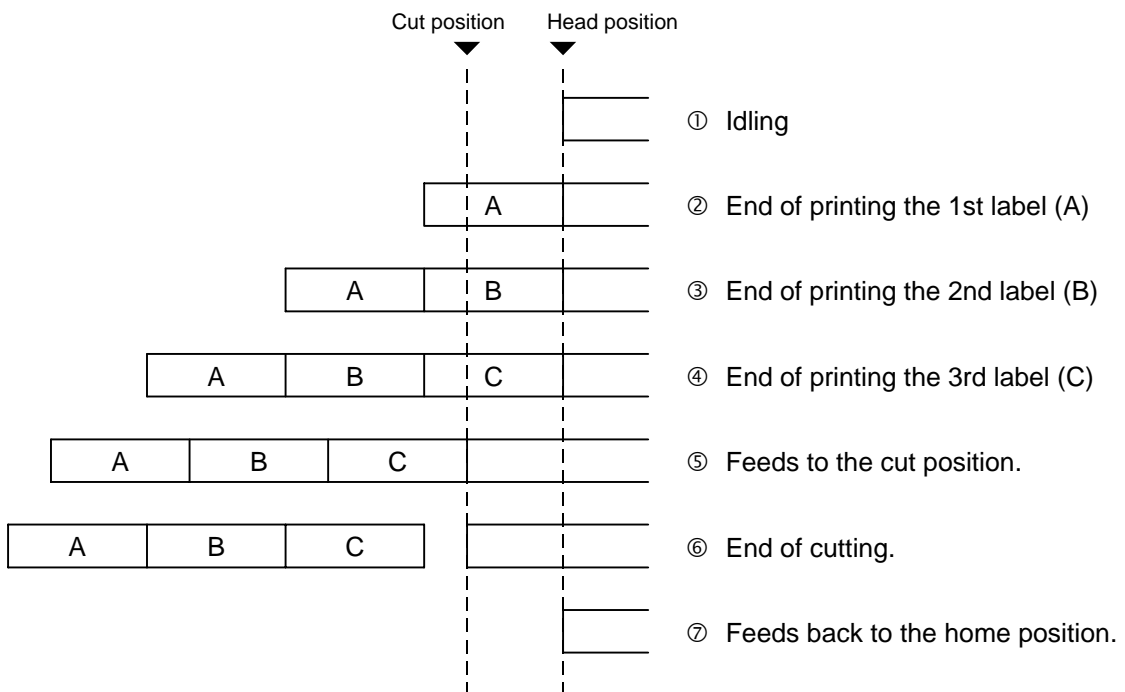 Cut position Head position
① Idling
A ② End of printing the 1st label (A)
A B ③ End of printing the 2nd label (B)
A B C ④ End of printing the 3rd label (C)
A B C ⑤ Feeds to the cut position.
A B C ⑥ End of cutting.
⑦ Feeds back to the home position.